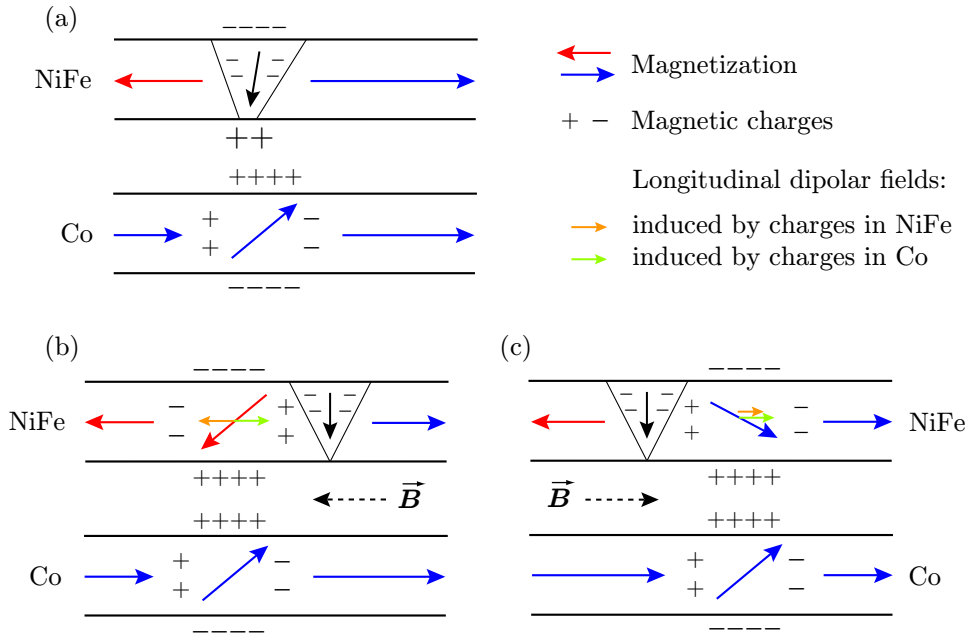 (a)
− − − −
NiFe
− −
− −
+ +
Magnetization
+ − Magnetic charges
+ + + +
Co
+ −
+ −
− − − −
Longitudinal dipolar fields:
induced by charges in NiFe
induced by charges in Co
(b)
− − − −
NiFe
− + − −
− + − −
+ + + +
B
+ + + +
Co
+ −
+ −
− − − −
(c)
− − − −
− − + −
− − + −
NiFe
+ + + +
B
+ + + +
+ −
+ −
Co
− − − −